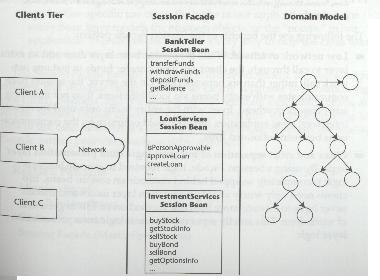 Clients Tier
Session Facade
Domain Model
Client A
Client B
Client C
Network
BankTeller
Session Bean
transferFunds
withdrawFunds
depositFunds
getBalance
...
LoanServices
Session Bean
isPersonApprovable
approveLoan
createLoan
...
InvestmentServices
Session Bean
buyStock
getStockInfo
sellStock
buyBond
sellBond
getOptionsInfo
...